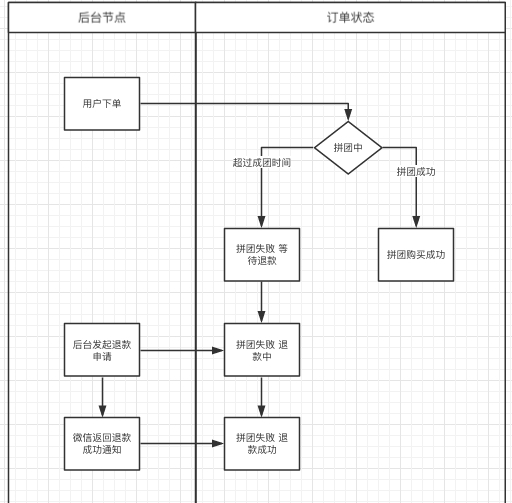 后台节点
订单状态
用户下单
拼团中
超过成团时间
拼团成功
拼团失败 等
待退款
拼团购买成功
后台发起退款
申请
拼团失败 退
款中
微信返回退款
成功通知
拼团失败 退
款成功